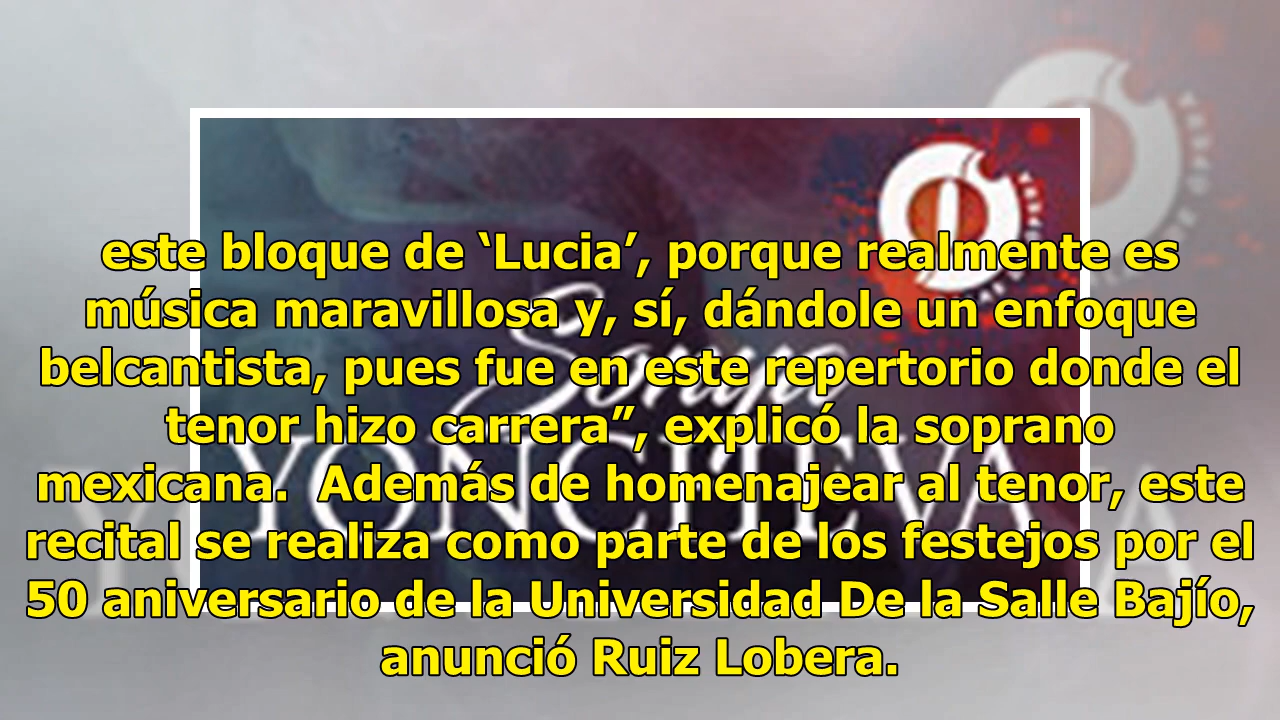 este bloque de ‘Lucia’, porque realmente es
música maravillosa y, sí, dándole un enfoque
belcantista, pues fue en este repertorio donde el
tenor hizo carrera”, explicó la soprano
mexicana.  Además de homenajear al tenor, este
recital se realiza como parte de los festejos por el
50 aniversario de la Universidad De la Salle Bajío,
anunció Ruiz Lobera.
Sonya
YONCHEVA